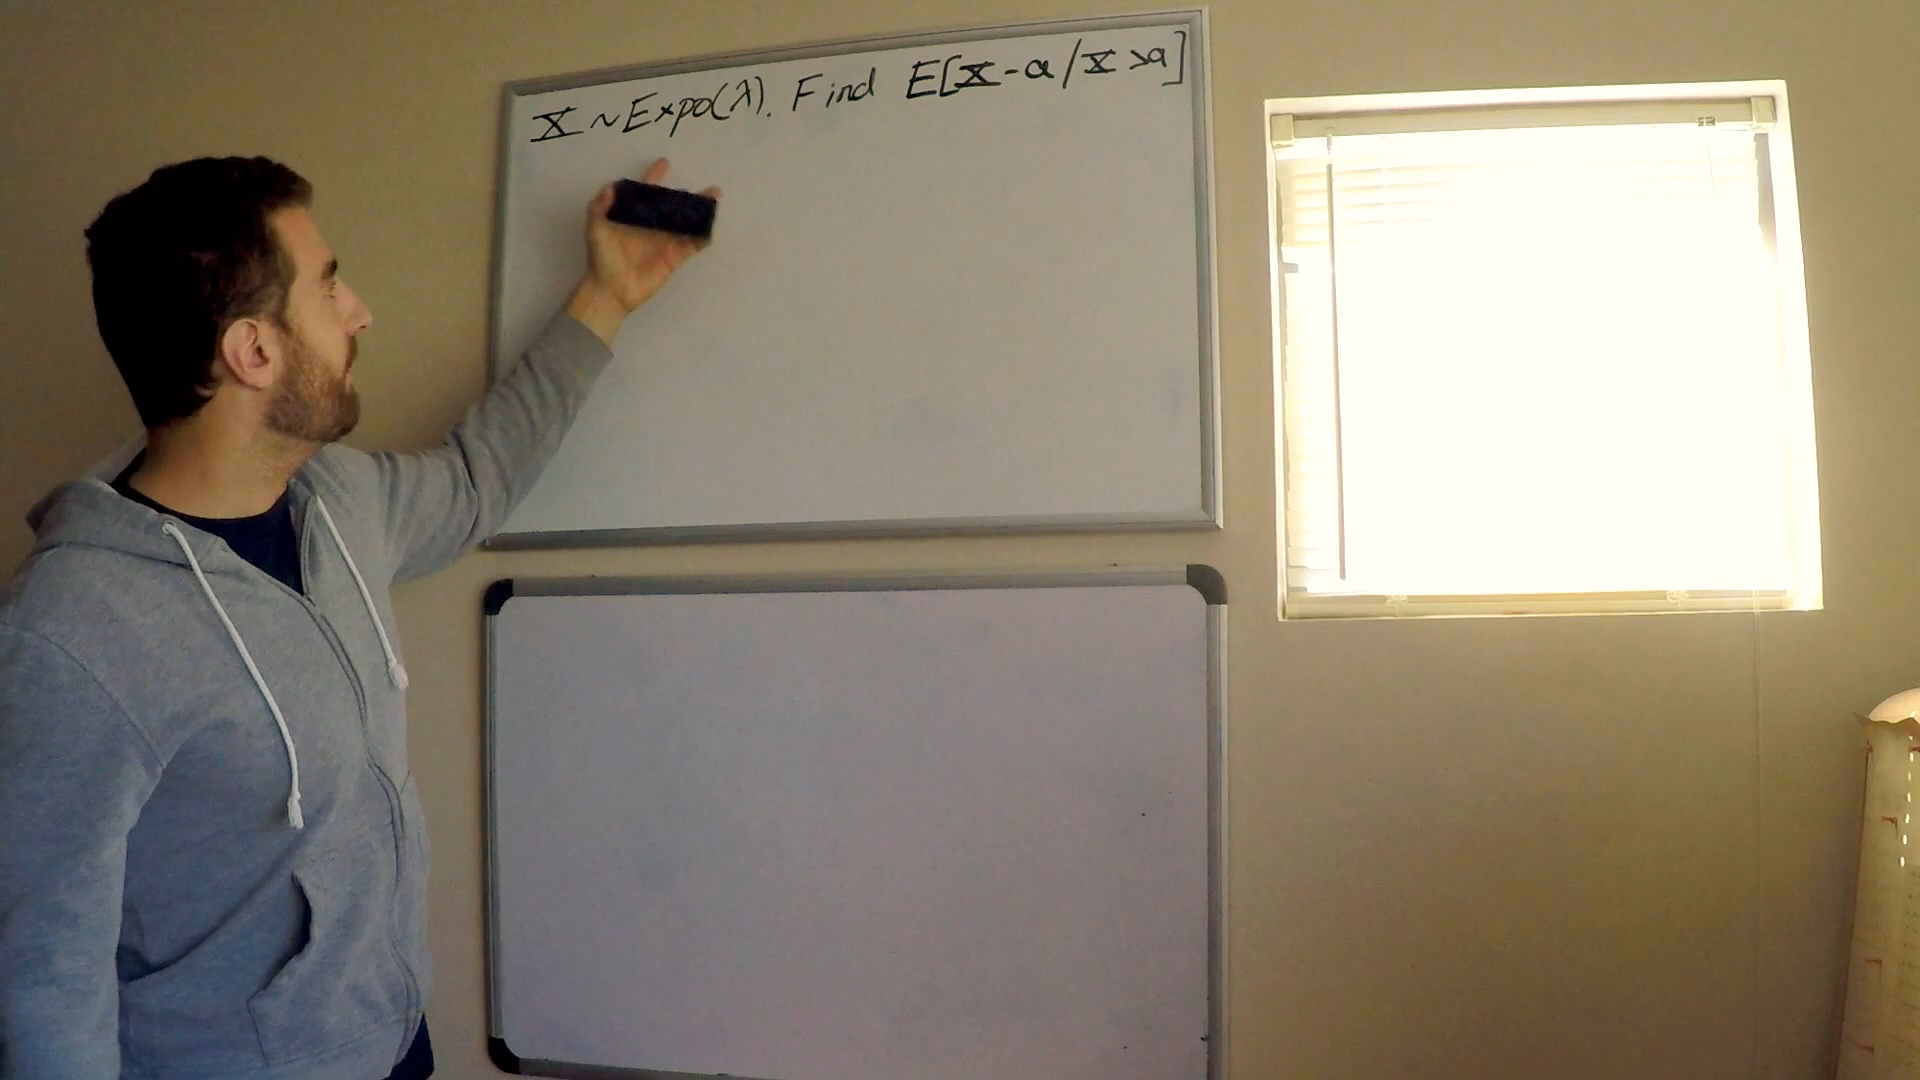 X ~ Expo(λ). Find E[X - a / X > a]